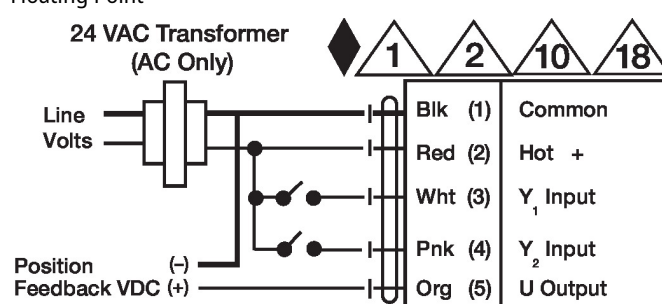 Floating Point
24 VAC Transformer
(AC Only)
1 2 10 18
Line
Volts
Blk (1) Common
Red (2) Hot +
Wht (3) Y1 Input
Pnk (4) Y2 Input
Position (-)
Feedback VDC (+)
Org (5) U Output